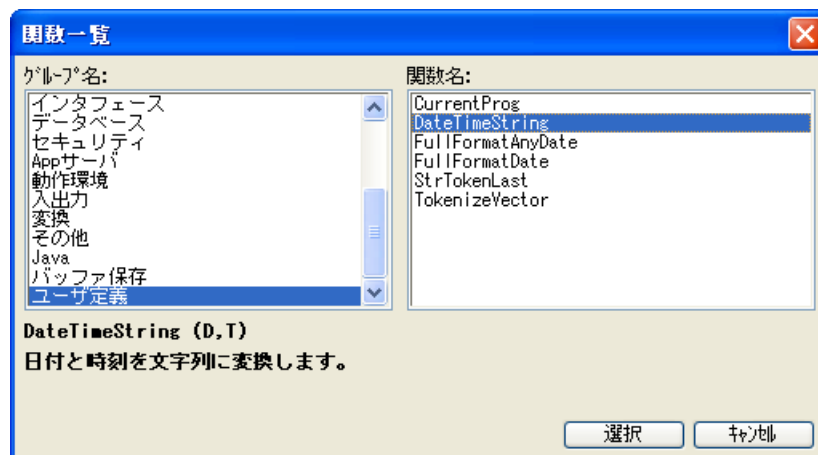 関数一覧
ｸﾞﾙｰﾌﾟ名:
インタフェース
データベース
セキュリティ
Appサーバ
動作環境
入出力
変換
その他
Java
バッファ保存
ユーザ定義
関数名:
CurrentProg
DateTimeString
FullFormatAnyDate
FullFormatDate
StrTokenLast
TokenizeVector
DateTimeString (D,T)
日付と時刻を文字列に変換します。
選択
ｷｬﾝｾﾙ